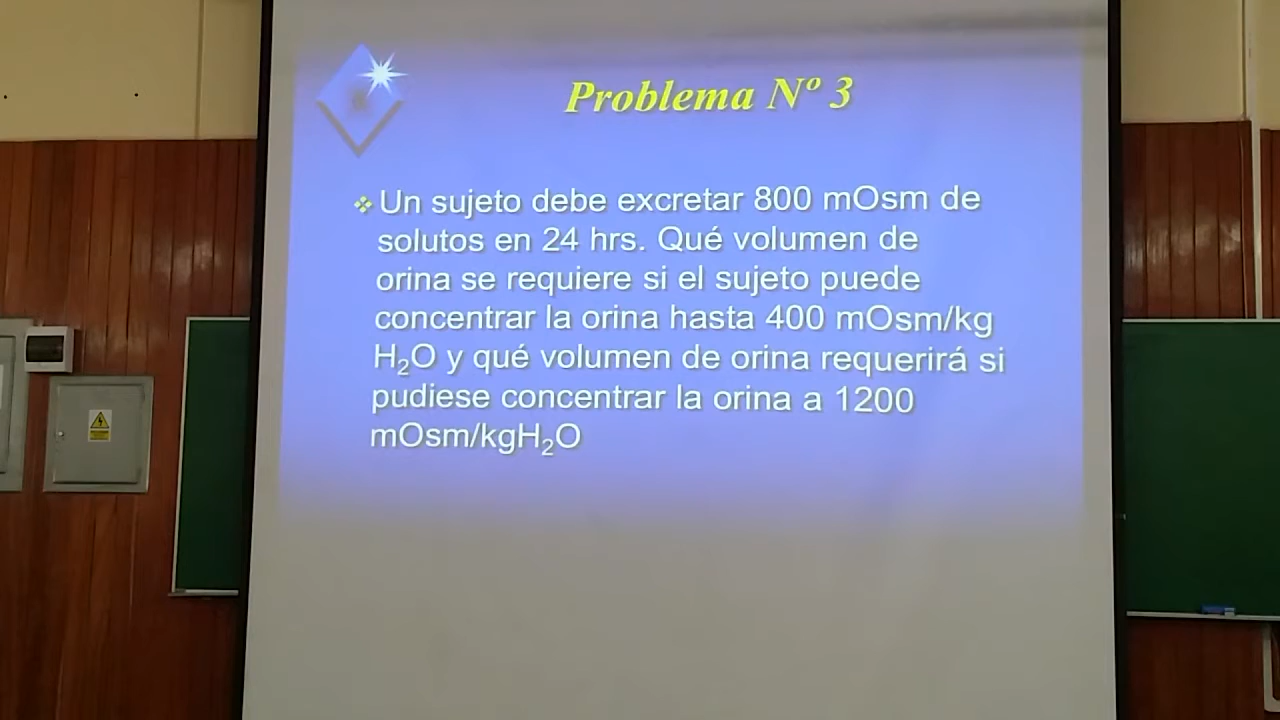 Problema Nº 3
Un sujeto debe excretar 800 mOsm de
solutos en 24 hrs. Qué volumen de
orina se requiere si el sujeto puede
concentrar la orina hasta 400 mOsm/kg
H₂O y qué volumen de orina requerirá si
pudiese concentrar la orina a 1200
mOsm/kgH₂O